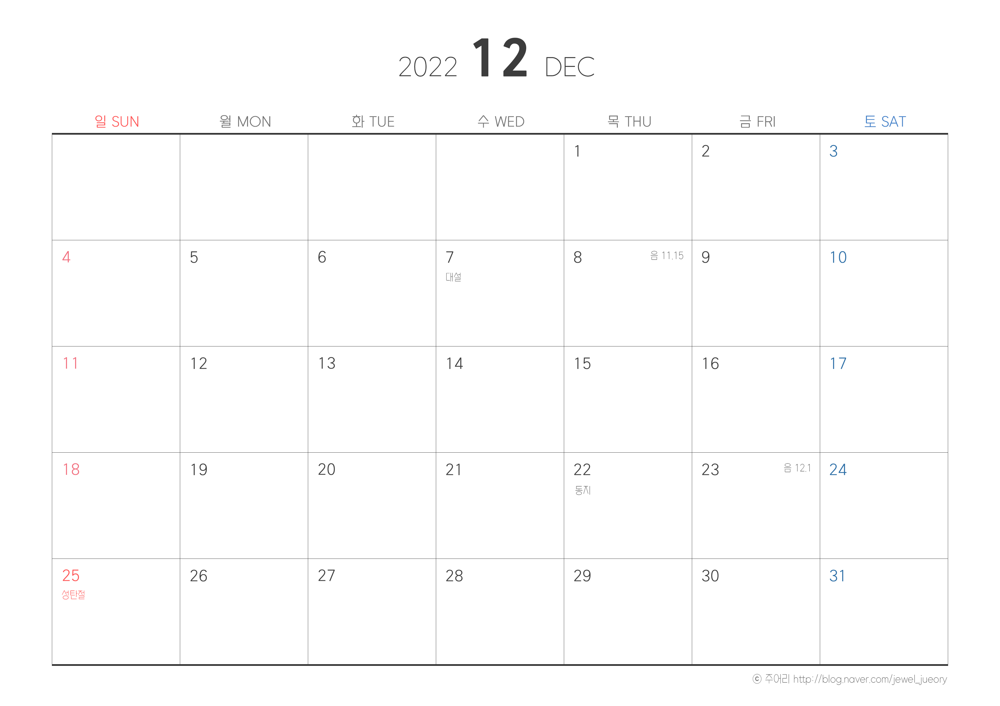 2022 12 DEC
일 SUN 월 MON 화 TUE 수 WED 목 THU 금 FRI 토 SAT
1 2 3
4 5 6 7 8 음 11.15 9 10
대설
11 12 13 14 15 16 17
18 19 20 21 22 23 음 12.1 24
동지
25 26 27 28 29 30 31
성탄절
ⓒ 주어리 http://blog.naver.com/jewel_jueory